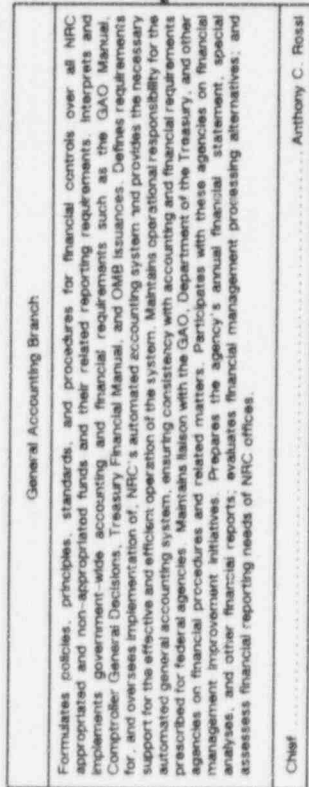 General Accounting Branch
Formulates policies, principles, standards, and procedures for financial controls over all NRC
appropriated and non-appropriated funds and their related reporting requirements. Interprets and
implements government-wide accounting and financial requirements such as the GAO Manual,
Comptroller General Decisions, Treasury Financial Manual, and OMB Issuances. Defines requirements
for, and oversees implementation of, NRC's automated accounting system and provides the necessary
support for the effective and efficient operation of the system. Maintains operational responsibility for the
automated general accounting system, ensuring consistency with accounting and financial requirements
prescribed for federal agencies. Maintains liaison with the GAO, Department of the Treasury, and other
agencies on financial procedures and related matters. Participates with these agencies on financial
management improvement initiatives. Prepares the agency's annual financial statement, special
analyses, and other financial reports; evaluates financial management processing alternatives; and
assessess financial reporting needs of NRC offices.
Chief .................... Anthony C. Rossi